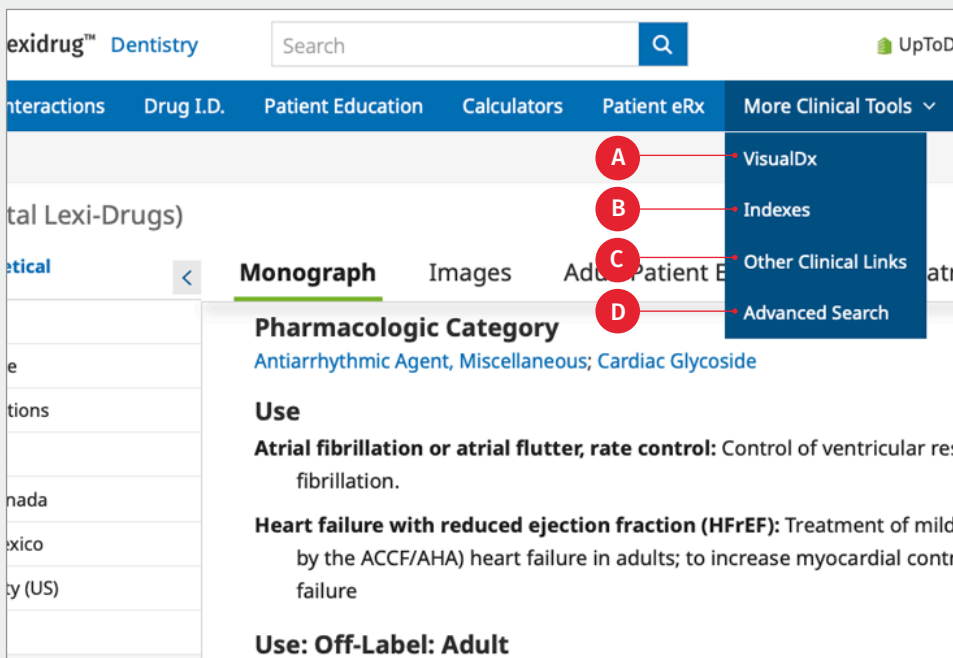 exidrug™ Dentistry
Search
UpToD
nteractions Drug I.D. Patient Education Calculators Patient eRx More Clinical Tools
A VisualDx
B Indexes
C Other Clinical Links
D Advanced Search
tal Lexi-Drugs)
etical
Monograph Images Adu Patient E atr
e
tions
nada
exico
ty (US)
Pharmacologic Category
Antiarrhythmic Agent, Miscellaneous; Cardiac Glycoside
Use
Atrial fibrillation or atrial flutter, rate control: Control of ventricular res
fibrillation.
Heart failure with reduced ejection fraction (HFrEF): Treatment of mild
by the ACCF/AHA) heart failure in adults; to increase myocardial contr
failure
Use: Off-Label: Adult